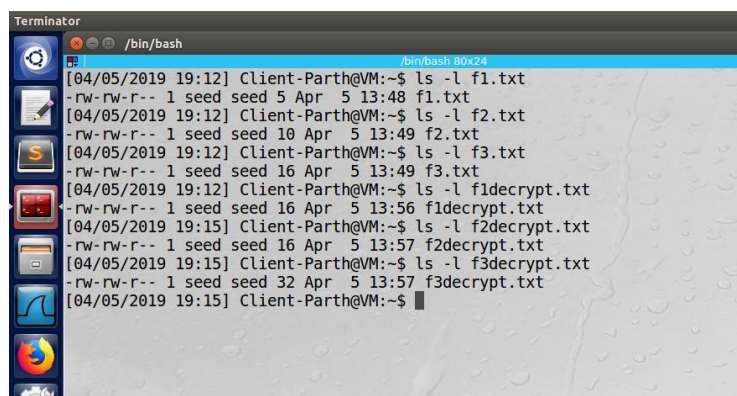 Terminator
/bin/bash
/bin/bash 80x24
[04/05/2019 19:12] Client-Parth@VM:~$ ls -l f1.txt
-rw-rw-r-- 1 seed seed 5 Apr  5 13:48 f1.txt
[04/05/2019 19:12] Client-Parth@VM:~$ ls -l f2.txt
-rw-rw-r-- 1 seed seed 10 Apr  5 13:49 f2.txt
[04/05/2019 19:12] Client-Parth@VM:~$ ls -l f3.txt
-rw-rw-r-- 1 seed seed 16 Apr  5 13:49 f3.txt
[04/05/2019 19:12] Client-Parth@VM:~$ ls -l f1decrypt.txt
-rw-rw-r-- 1 seed seed 16 Apr  5 13:56 f1decrypt.txt
[04/05/2019 19:15] Client-Parth@VM:~$ ls -l f2decrypt.txt
-rw-rw-r-- 1 seed seed 16 Apr  5 13:57 f2decrypt.txt
[04/05/2019 19:15] Client-Parth@VM:~$ ls -l f3decrypt.txt
-rw-rw-r-- 1 seed seed 32 Apr  5 13:57 f3decrypt.txt
[04/05/2019 19:15] Client-Parth@VM:~$